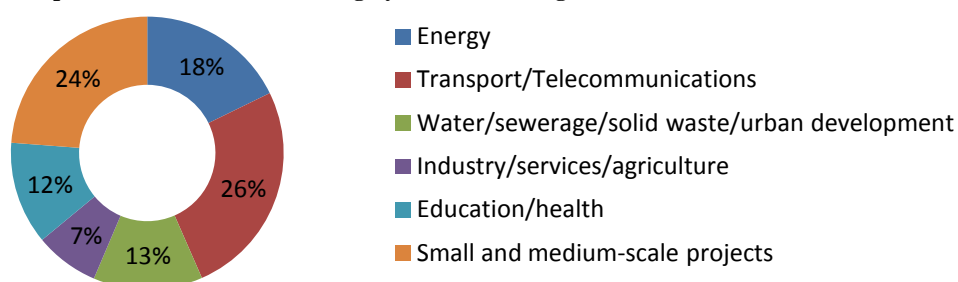 18%
26%
13%
7%
12%
24%
Energy
Transport/Telecommunications
Water/sewerage/solid waste/urban development
Industry/services/agriculture
Education/health
Small and medium-scale projects